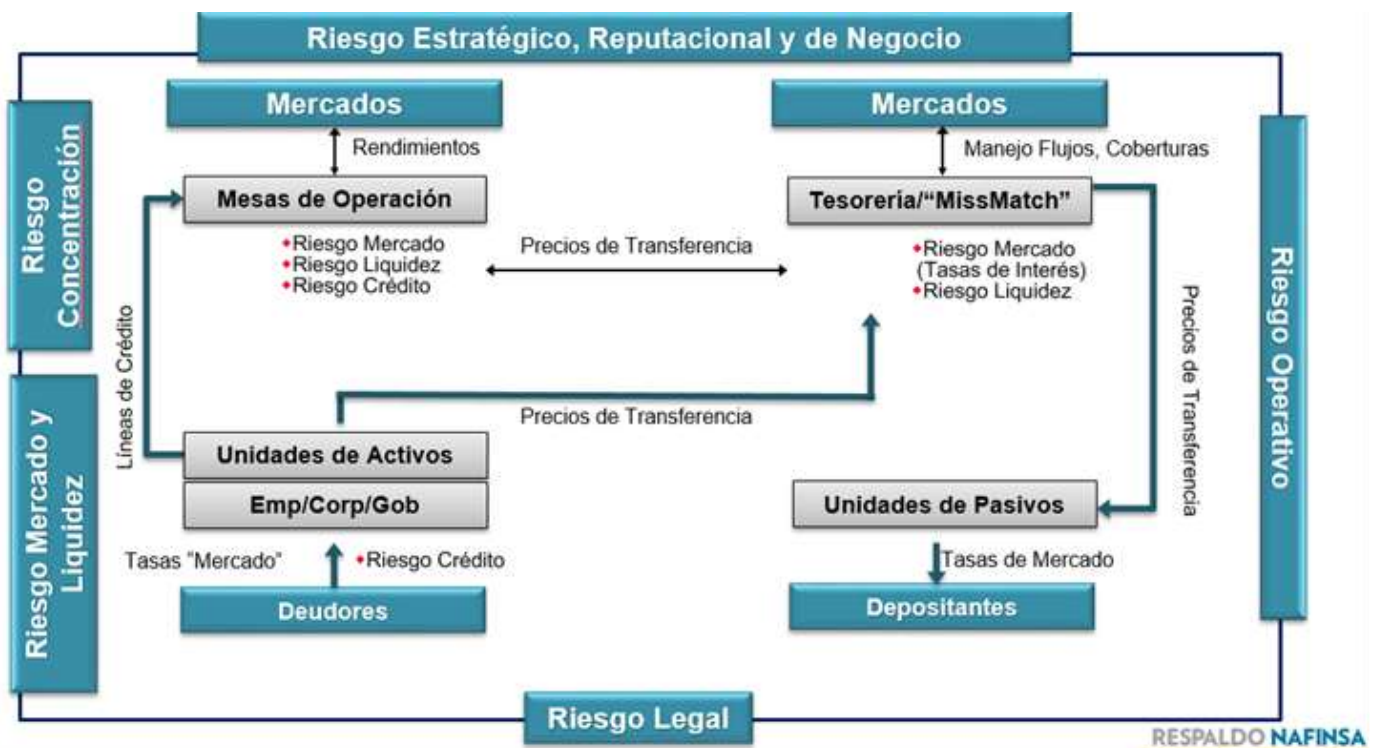 Riesgo Estratégico, Reputacional y de Negocio
Mercados
Mercados
Rendimientos
Manejo Flujos, Coberturas
Riesgo
Concentración
Mesas de Operación
Tesorería/“MissMatch”
Riesgo Mercado
Riesgo Liquidez
Riesgo Crédito
Precios de Transferencia
Riesgo Mercado
(Tasas de Interés)
Riesgo Liquidez
Líneas de Crédito
Precios de Transferencia
Riesgo Operativo
Precios de Transferencia
Riesgo Mercado y
Liquidez
Unidades de Activos
Emp/Corp/Gob
Unidades de Pasivos
Tasas "Mercado"
Riesgo Crédito
Tasas de Mercado
Deudores
Depositantes
Riesgo Legal
RESPALDO NAFINSA